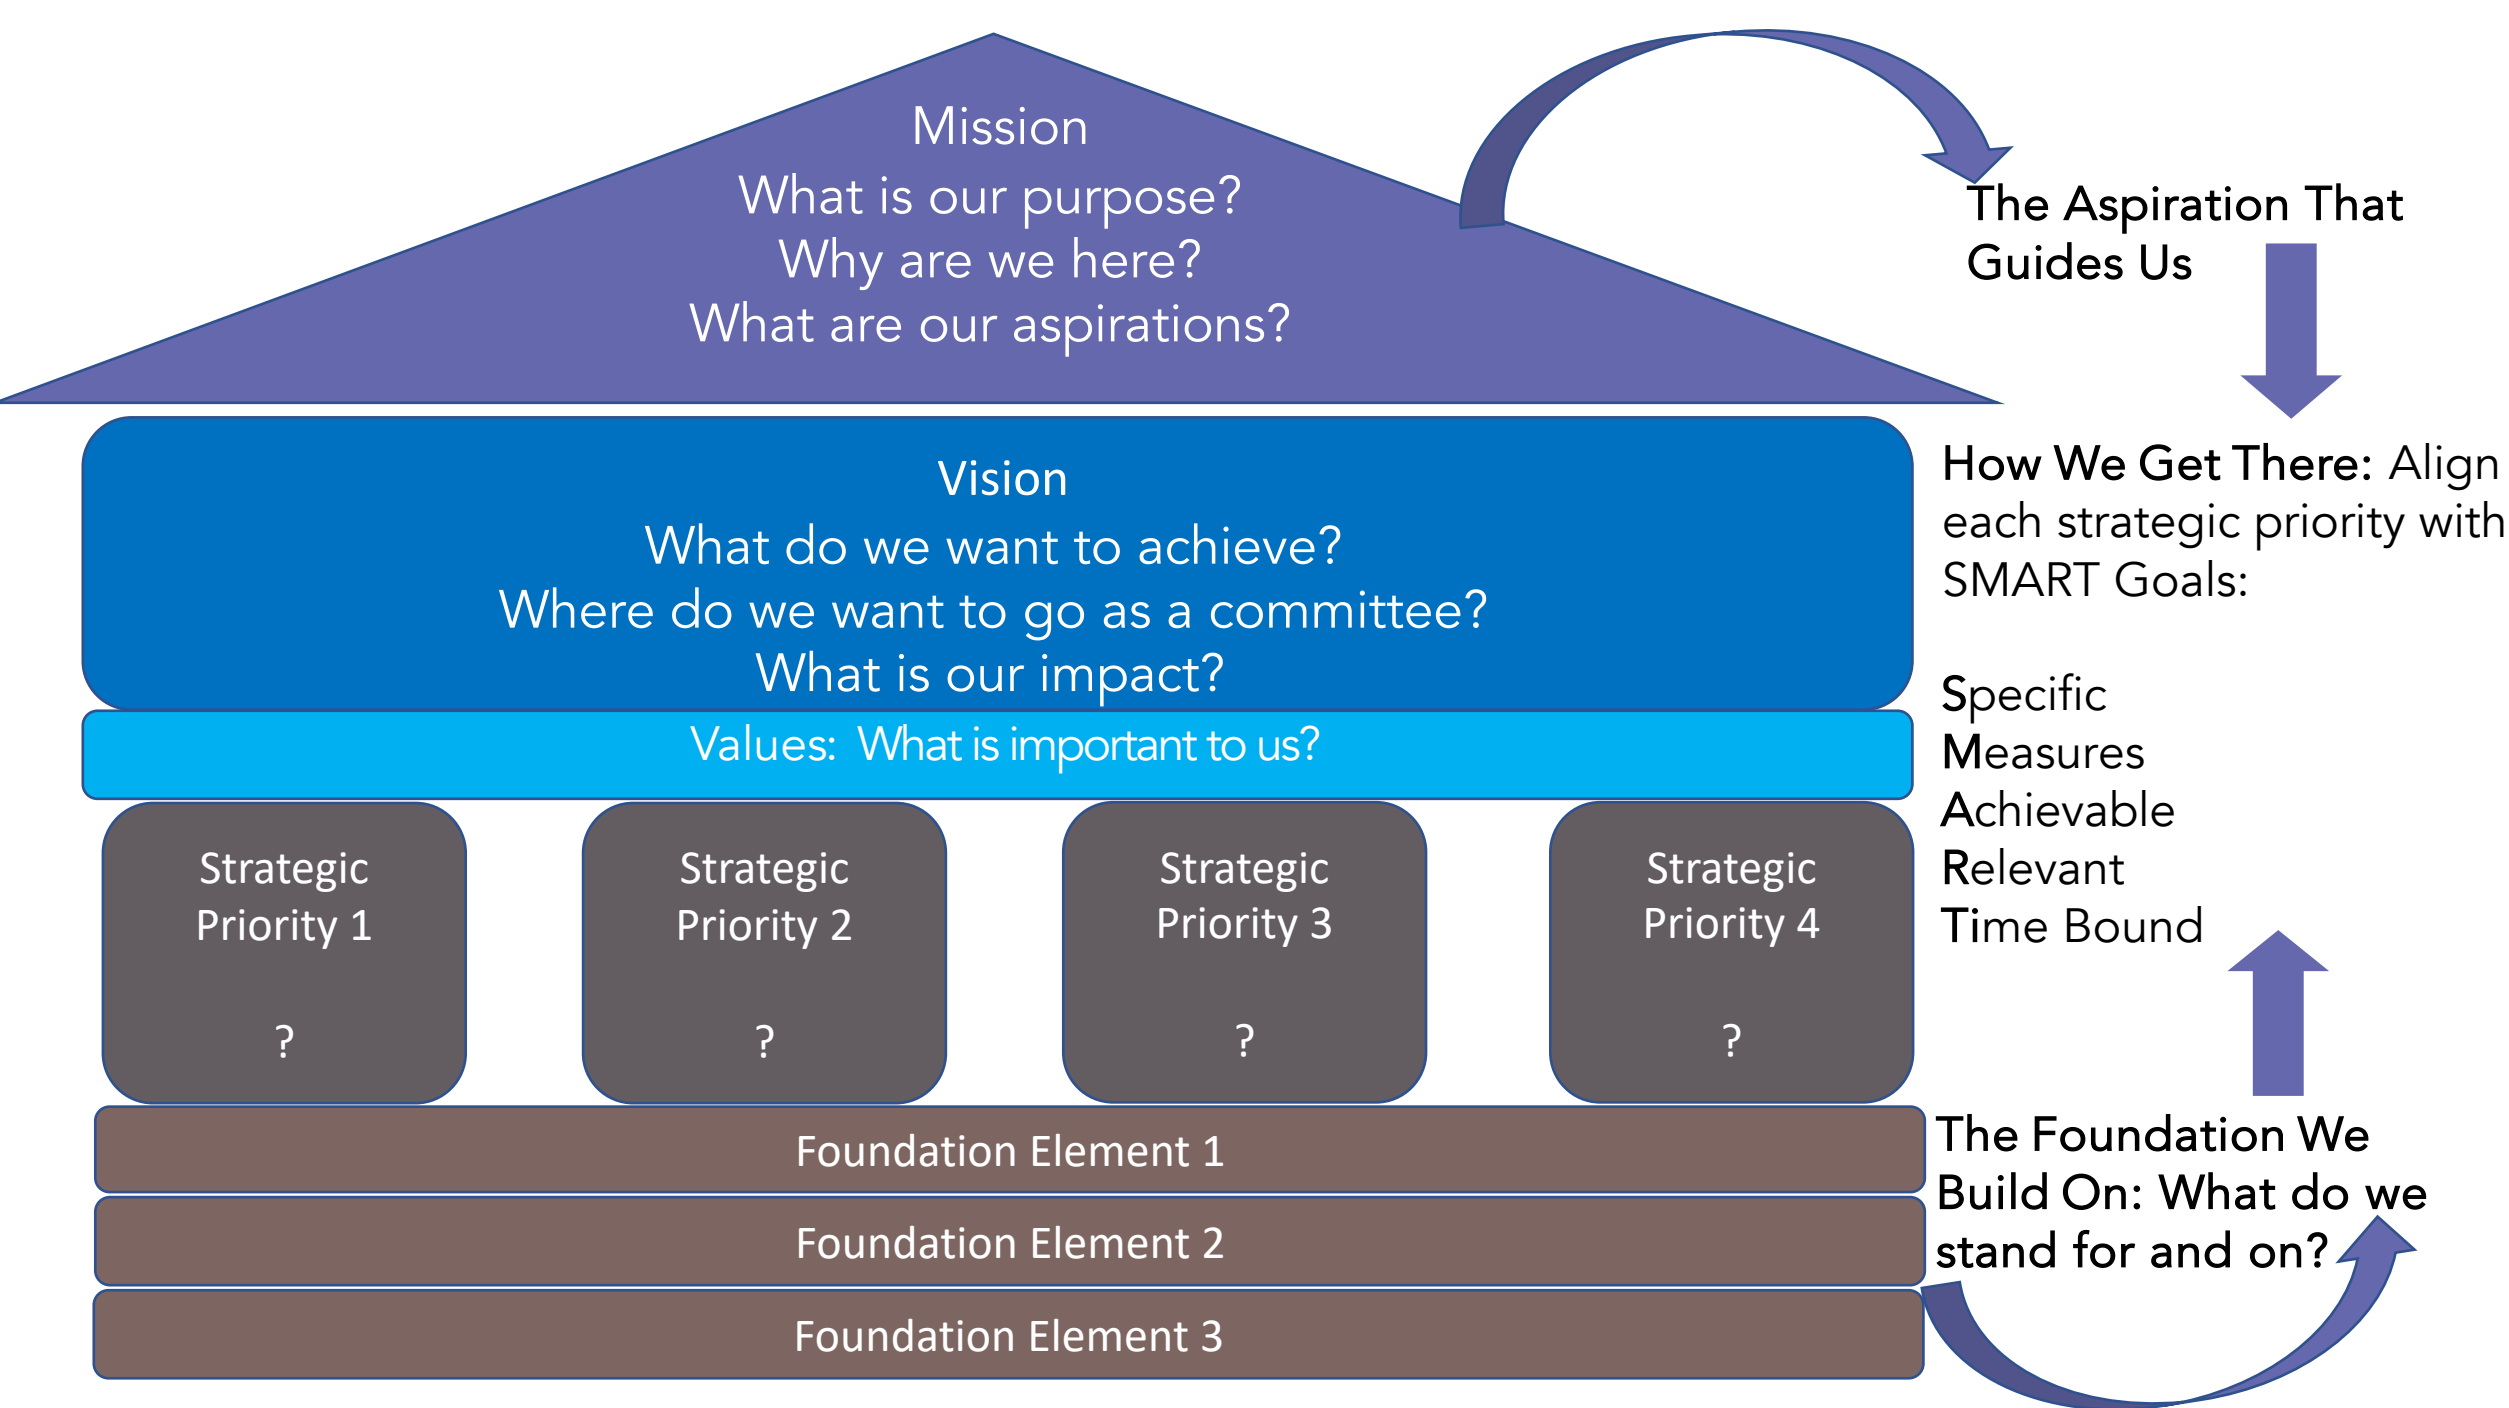 Mission
What is our purpose?
Why are we here?
What are our aspirations?
The Aspiration That
Guides Us
Vision
What do we want to achieve?
Where do we want to go as a committee?
What is our impact?
Values: What is important to us?
How We Get There: Align
each strategic priority with
SMART Goals:
Specific
Measures
Achievable
Relevant
Time Bound
Strategic
Priority 1
?
Strategic
Priority 2
?
Strategic
Priority 3
?
Strategic
Priority 4
?
Foundation Element 1
Foundation Element 2
Foundation Element 3
The Foundation We
Build On: What do we
stand for and on?